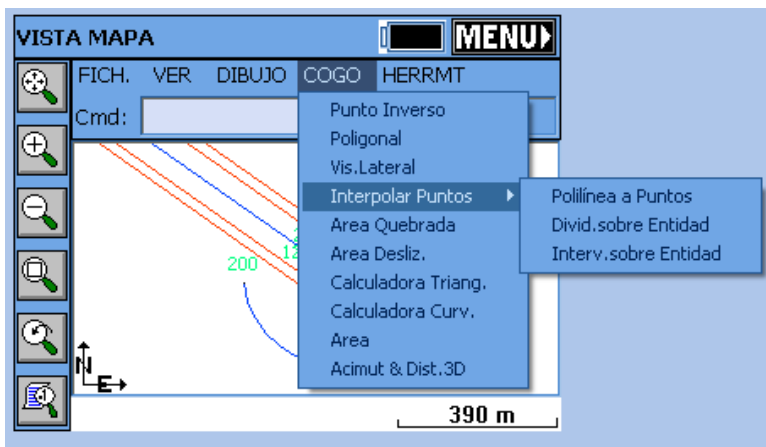 VISTA MAPA MENU
FICH. VER DIBUJO COGO HERRMT
Cmd:
Punto Inverso
Poligonal
Vis.Lateral
Interpolar Puntos
Polilínea a Puntos
Area Quebrada
Divid.sobre Entidad
Area Desliz.
Interv.sobre Entidad
Calculadora Triang.
Calculadora Curv.
Area
Acimut & Dist.3D
200
N
E
390 m